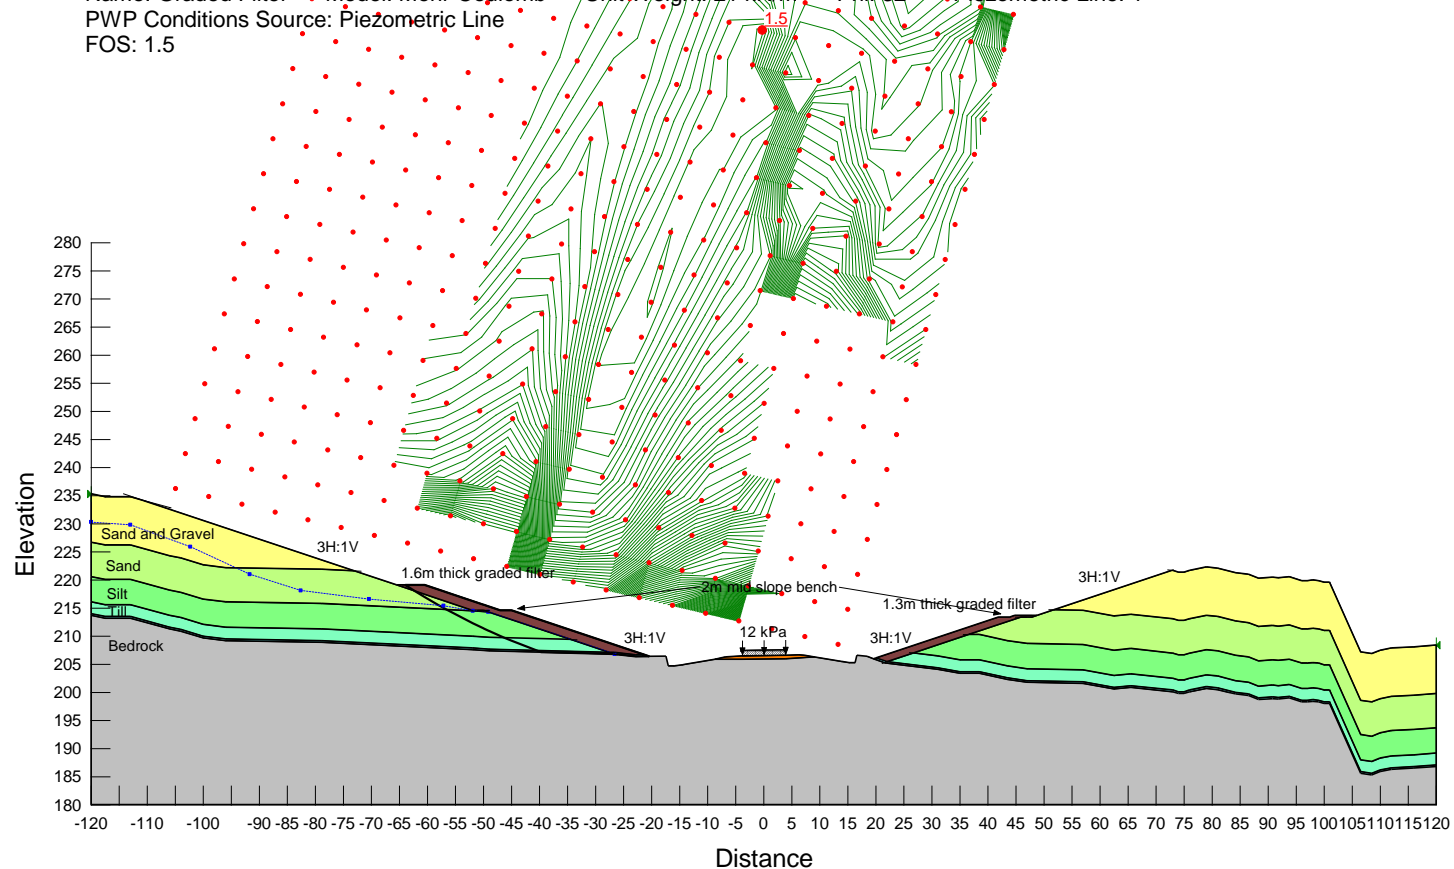 PWP Conditions Source: Piezometric Line
FOS: 1.5
1.5
280
275
270
265
260
255
250
245
240
235
230
225
220
215
210
205
200
195
190
185
180
Elevation
Sand and Gravel
Sand
Silt
Till
Bedrock
3H:1V
1.6m thick graded filter
2m mid slope bench
3H:1V
12 kPa
3H:1V
1.3m thick graded filter
3H:1V
-120 -110 -100 -90 -85 -80 -75 -70 -65 -60 -55 -50 -45 -40 -35 -30 -25 -20 -15 -10 -5 0 5 10 15 20 25 30 35 40 45 50 55 60 65 70 75 80 85 90 95 100 105 110 115 120
Distance